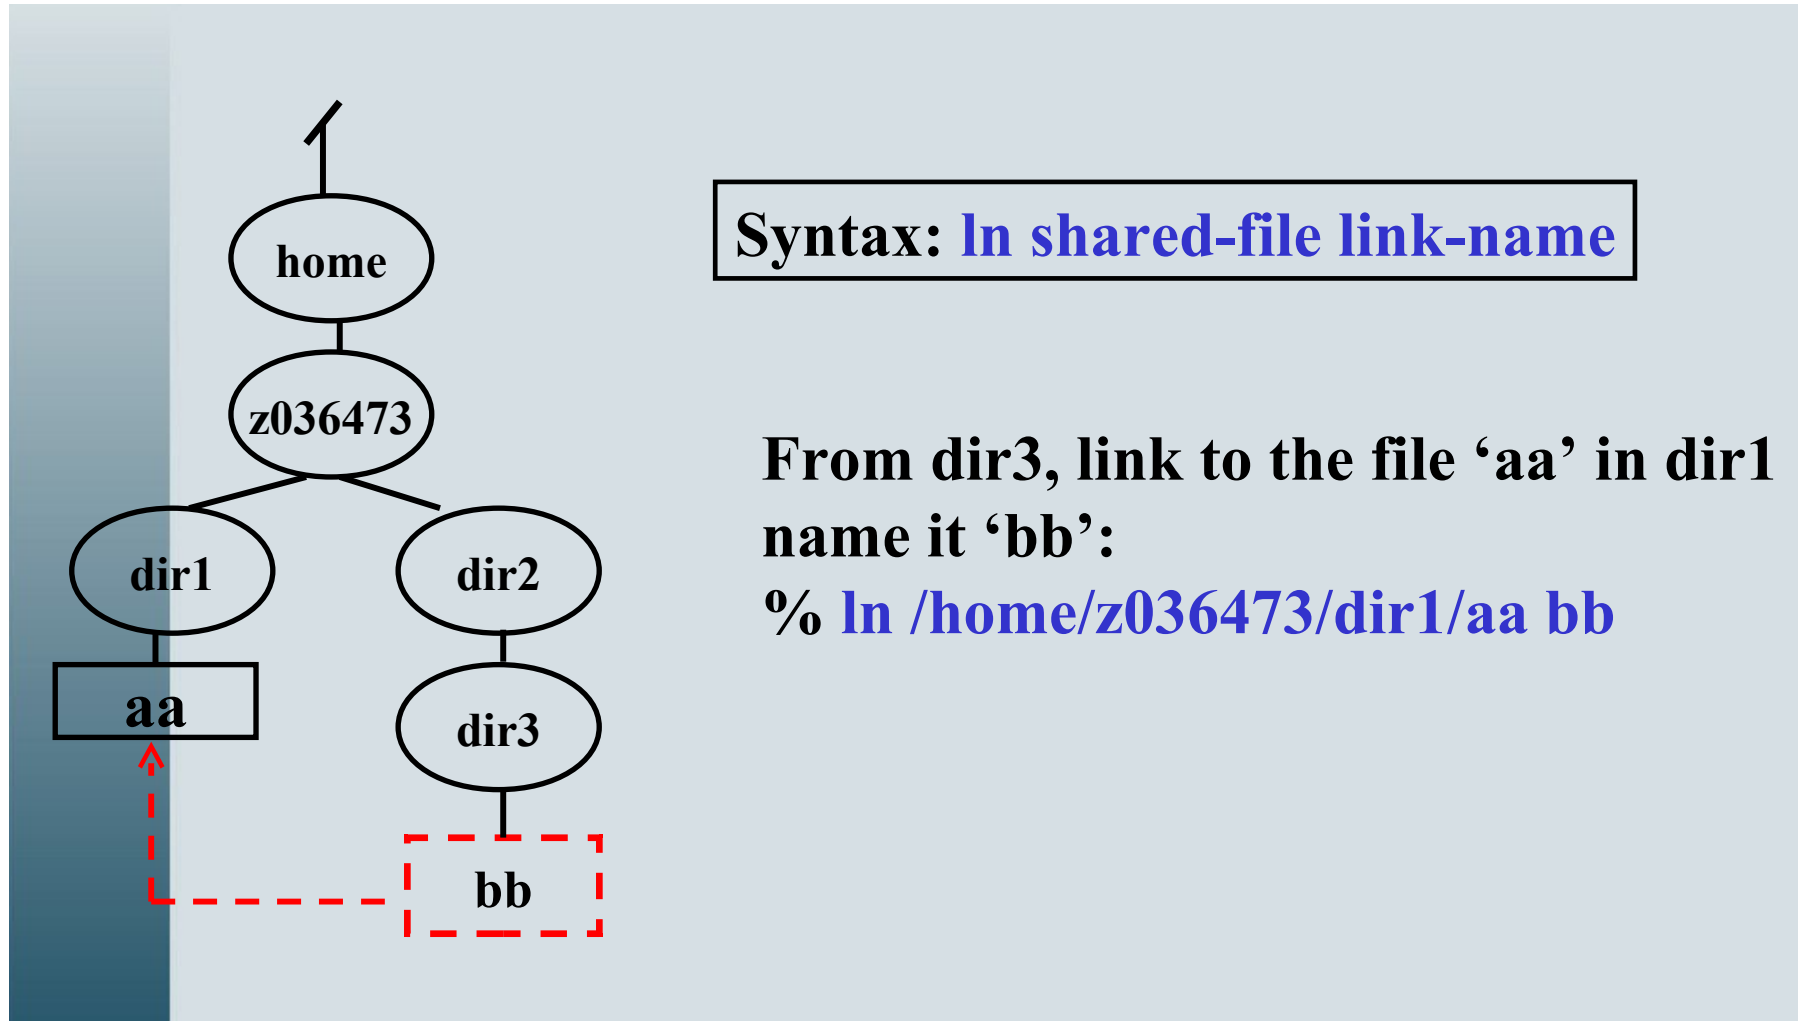 /
home
z036473
dir1
dir2
aa
dir3
bb
Syntax: ln shared-file link-name
From dir3, link to the file ‘aa’ in dir1
name it ‘bb’:
% ln /home/z036473/dir1/aa bb